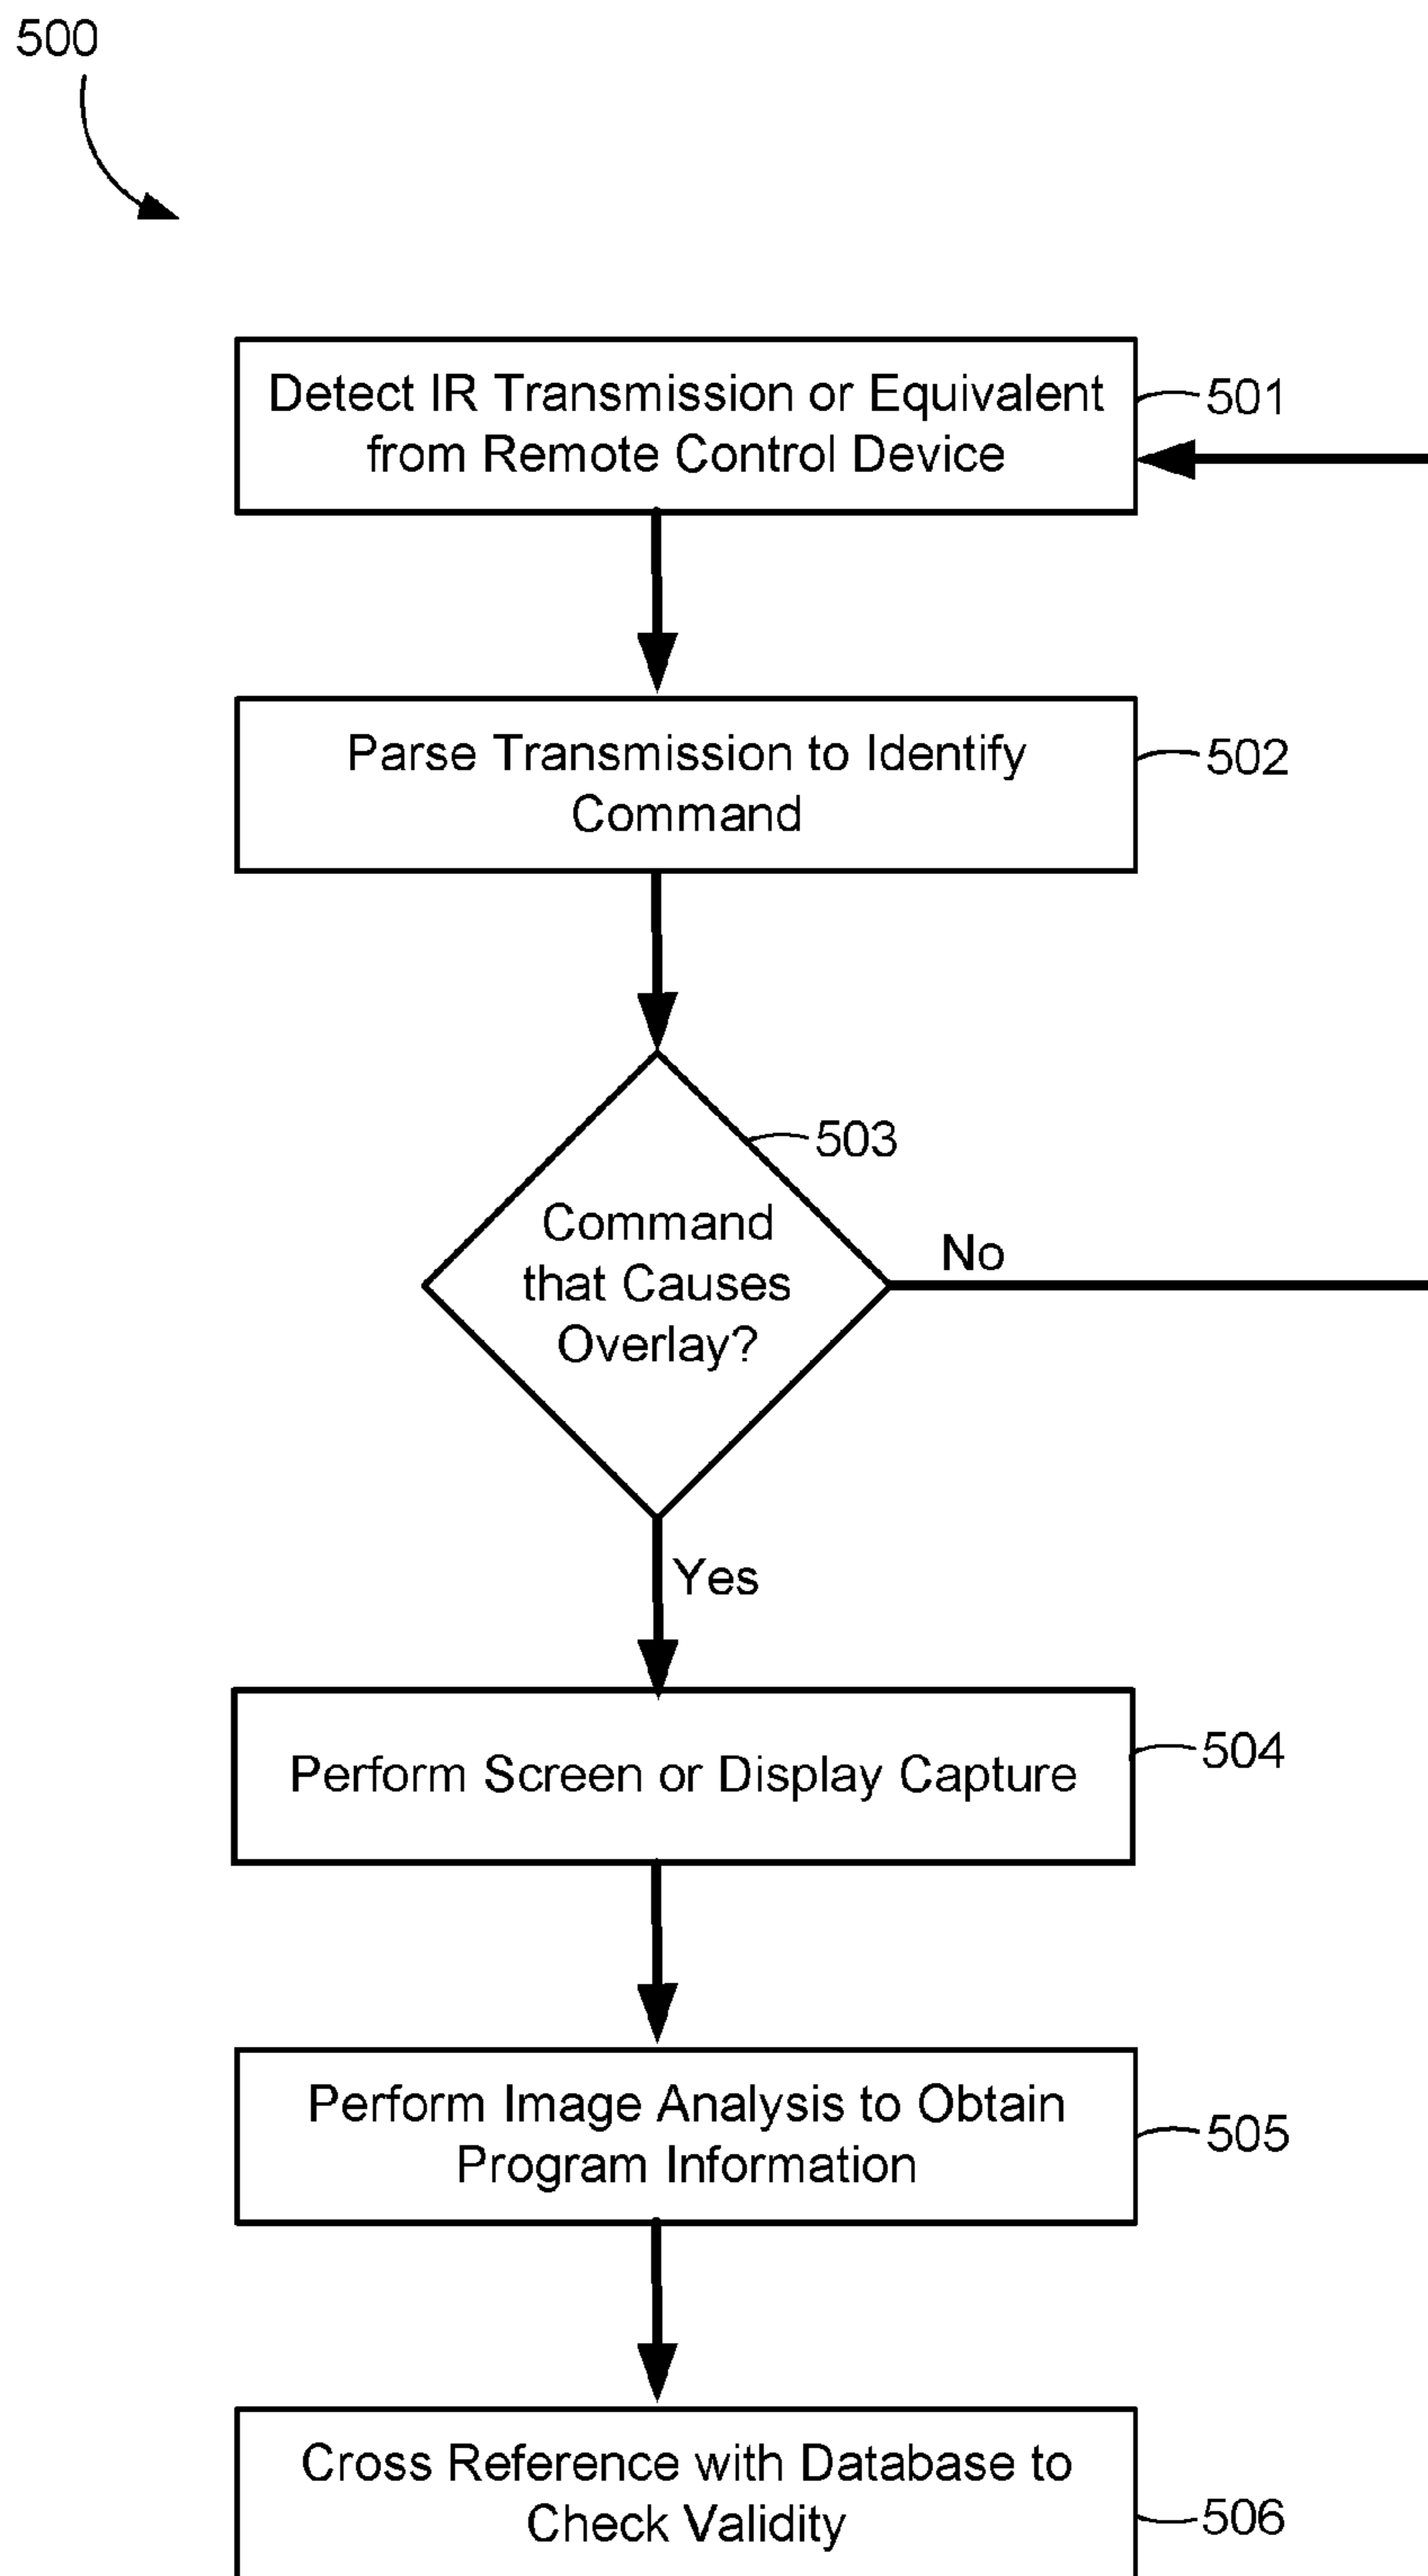 500
Detect IR Transmission or Equivalent
from Remote Control Device
501
Parse Transmission to Identify
Command
502
503
Command
that Causes
Overlay?
No
Yes
Perform Screen or Display Capture
504
Perform Image Analysis to Obtain
Program Information
505
Cross Reference with Database to
Check Validity
506